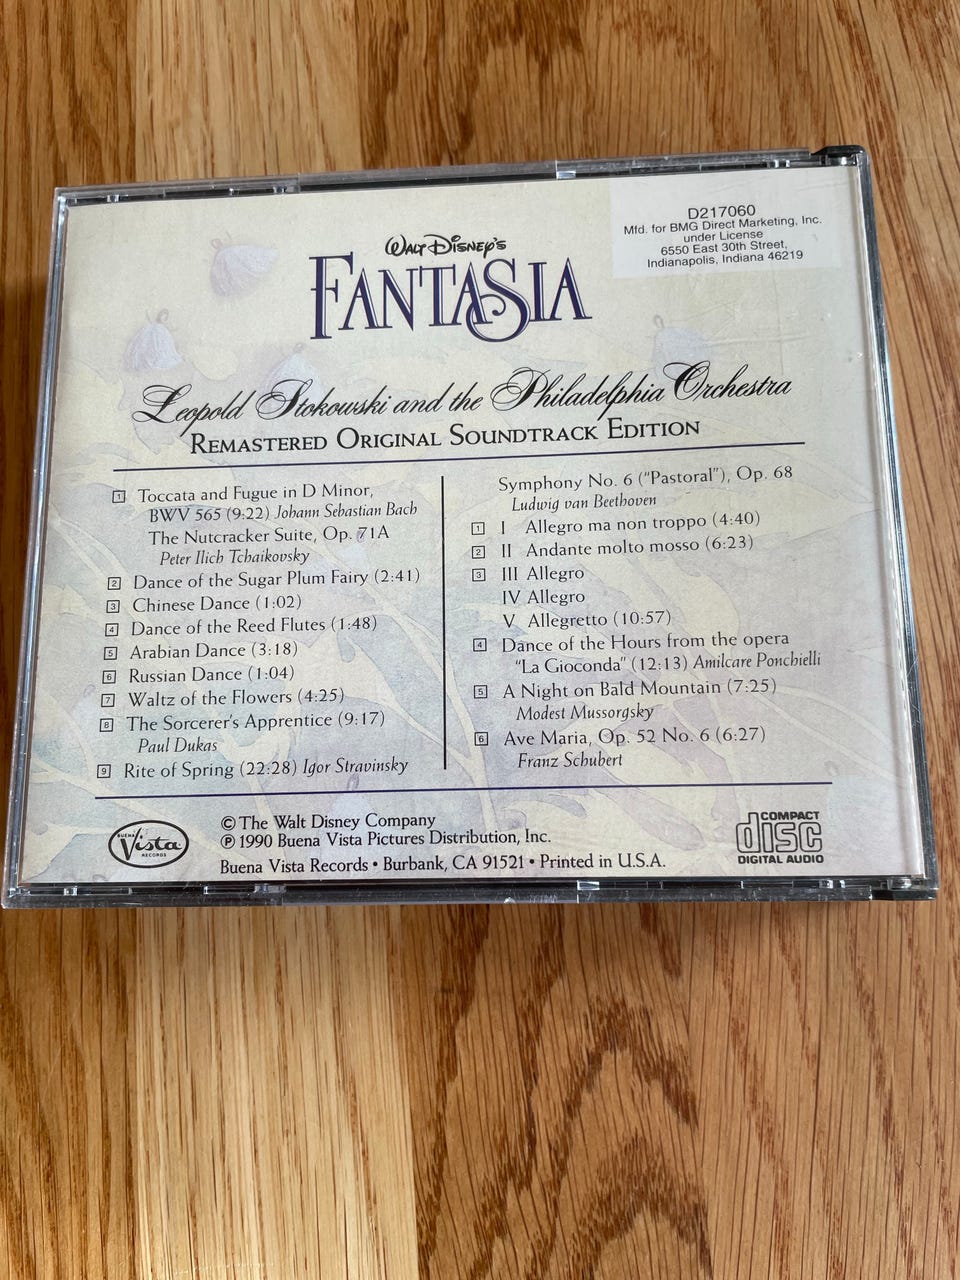 D217060
Mfd. for BMG Direct Marketing, Inc.
under License
6550 East 30th Street,
Indianapolis, Indiana 46219
WALT DISNEY'S
FANTASIA
Leopold Stokowski and the Philadelphia Orchestra
REMASTERED ORIGINAL SOUNDTRACK EDITION
1 Toccata and Fugue in D Minor,
BWV 565 (9:22) Johann Sebastian Bach
The Nutcracker Suite, Op. 71A
Peter Ilich Tchaikovsky
2 Dance of the Sugar Plum Fairy (2:41)
3 Chinese Dance (1:02)
4 Dance of the Reed Flutes (1:48)
5 Arabian Dance (3:18)
6 Russian Dance (1:04)
7 Waltz of the Flowers (4:25)
8 The Sorcerer's Apprentice (9:17)
Paul Dukas
9 Rite of Spring (22:28) Igor Stravinsky
Symphony No. 6 ("Pastoral"), Op. 68
Ludwig van Beethoven
1 I Allegro ma non troppo (4:40)
2 II Andante molto mosso (6:23)
3 III Allegro
IV Allegro
V Allegretto (10:57)
4 Dance of the Hours from the opera
"La Gioconda" (12:13) Amilcare Ponchielli
5 A Night on Bald Mountain (7:25)
Modest Mussorgsky
6 Ave Maria, Op. 52 No. 6 (6:27)
Franz Schubert
BUENA
Vista
RECORDS
© The Walt Disney Company
℗ 1990 Buena Vista Pictures Distribution, Inc.
Buena Vista Records • Burbank, CA 91521 • Printed in U.S.A.
COMPACT
disc
DIGITAL AUDIO